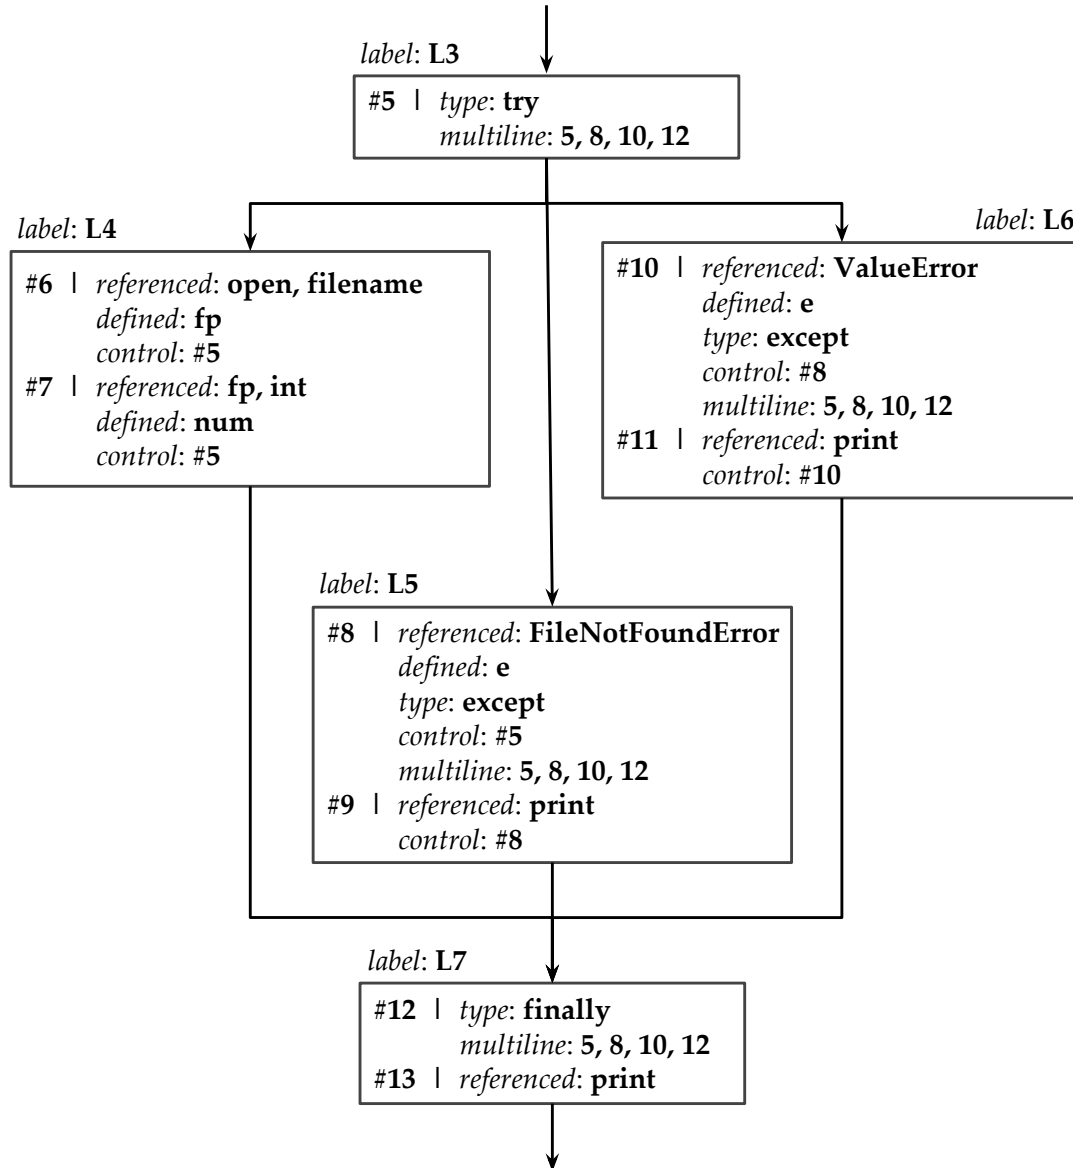 label: L3
#5 | type: try
multiline: 5, 8, 10, 12
label: L4
#6 | referenced: open, filename
defined: fp
control: #5
#7 | referenced: fp, int
defined: num
control: #5
label: L6
#10 | referenced: ValueError
defined: e
type: except
control: #8
multiline: 5, 8, 10, 12
#11 | referenced: print
control: #10
label: L5
#8 | referenced: FileNotFoundError
defined: e
type: except
control: #5
multiline: 5, 8, 10, 12
#9 | referenced: print
control: #8
label: L7
#12 | type: finally
multiline: 5, 8, 10, 12
#13 | referenced: print